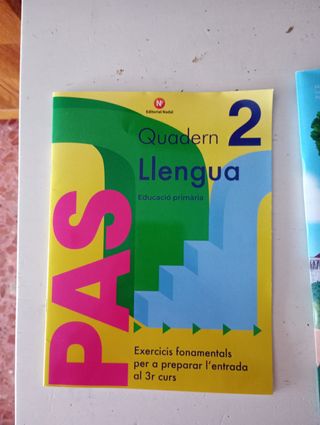 Editorial Nadal
Quadern 2
Llengua
Educació primària
PAS
Exercicis fonamentals
per a preparar l'entrada
al 3r curs